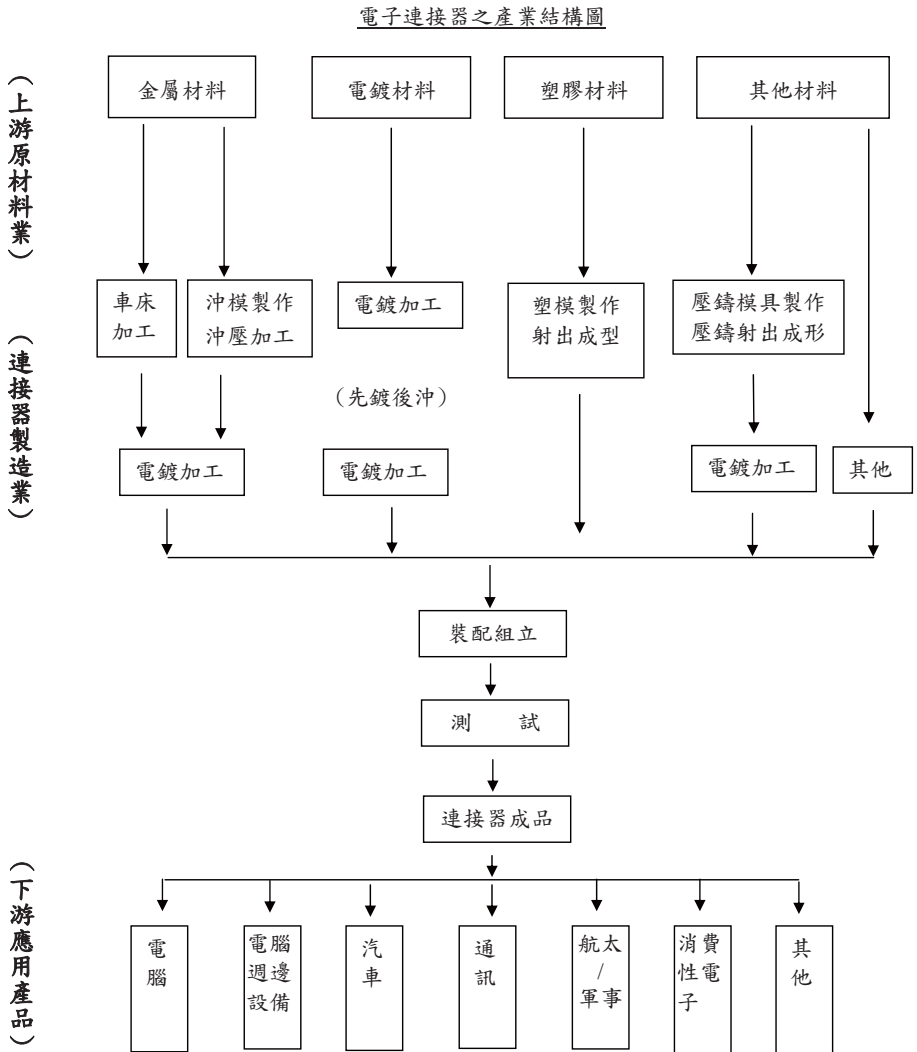 電子連接器之產業結構圖
（上游原材料業）
金屬材料
電鍍材料
塑膠材料
其他材料
（連接器製造業）
車床
加工
沖模製作
沖壓加工
電鍍加工
塑模製作
射出成型
壓鑄模具製作
壓鑄射出成形
（先鍍後沖）
電鍍加工
電鍍加工
電鍍加工
其他
裝配組立
測　試
連接器成品
（下游應用產品）
電
腦
電腦
週邊
設備
汽
車
通
訊
航太
/
軍事
消費
性電
子
其
他